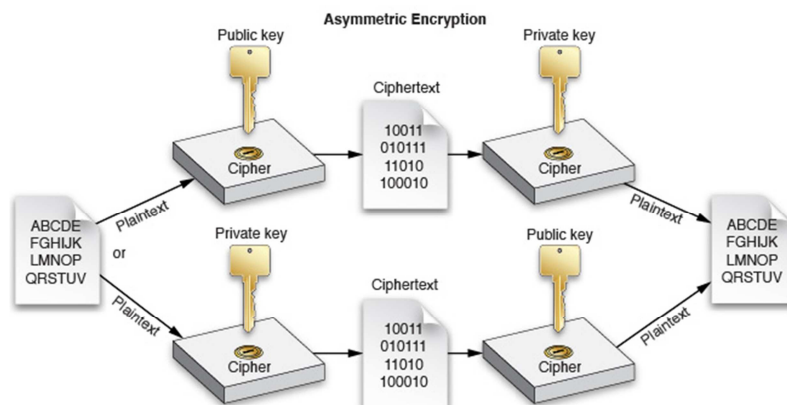 Asymmetric Encryption
Public key
Private key
Ciphertext
10011
010111
11010
100010
Cipher
Cipher
Plaintext
Plaintext
ABCDE
FGHIJK
LMNOP
QRSTUV
or
ABCDE
FGHIJK
LMNOP
QRSTUV
Private key
Public key
Ciphertext
Plaintext
Plaintext
10011
010111
11010
100010
Cipher
Cipher